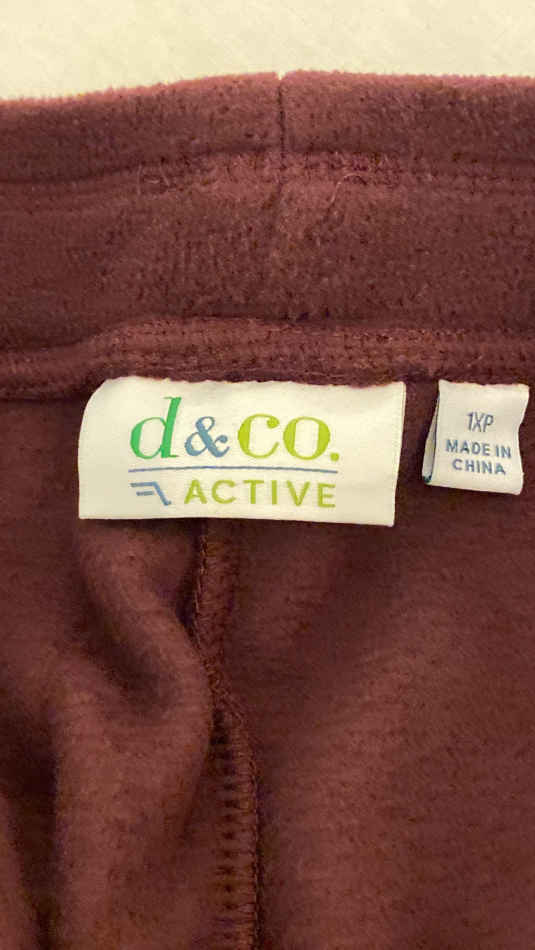 d&co.
ACTIVE
1XP
MADE IN
CHINA